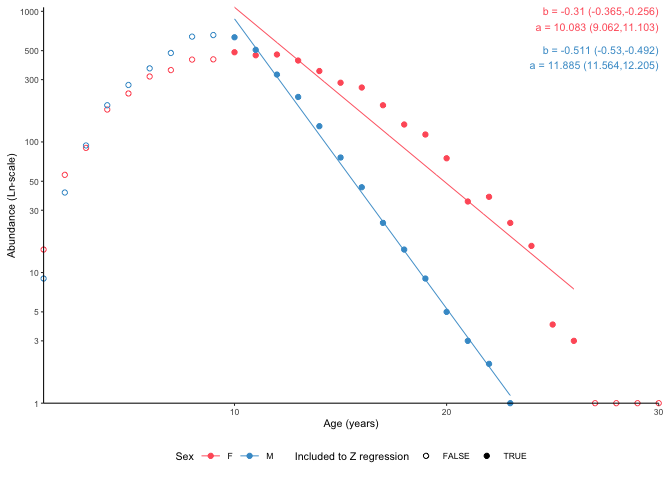 b = -0.31 (-0.365,-0.256)
a = 10.083 (9.062,11.103)
b = -0.511 (-0.53,-0.492)
a = 11.885 (11.564,12.205)
Abundance (Ln-scale)
1000
500
300
100
50
30
10
5
3
1
10
20
30
Age (years)
Sex F M Included to Z regression FALSE TRUE